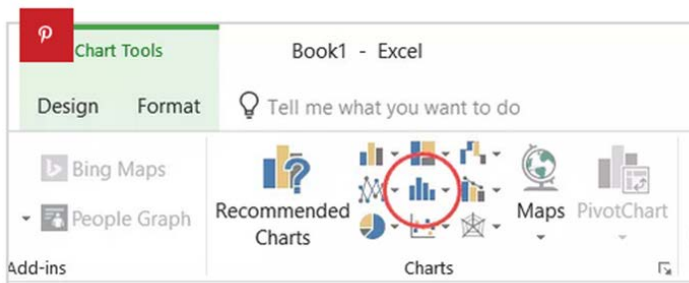 Chart Tools
Book1 - Excel
Design Format
Tell me what you want to do
Bing Maps
People Graph
Add-ins
Recommended
Charts
Maps
PivotChart
Charts